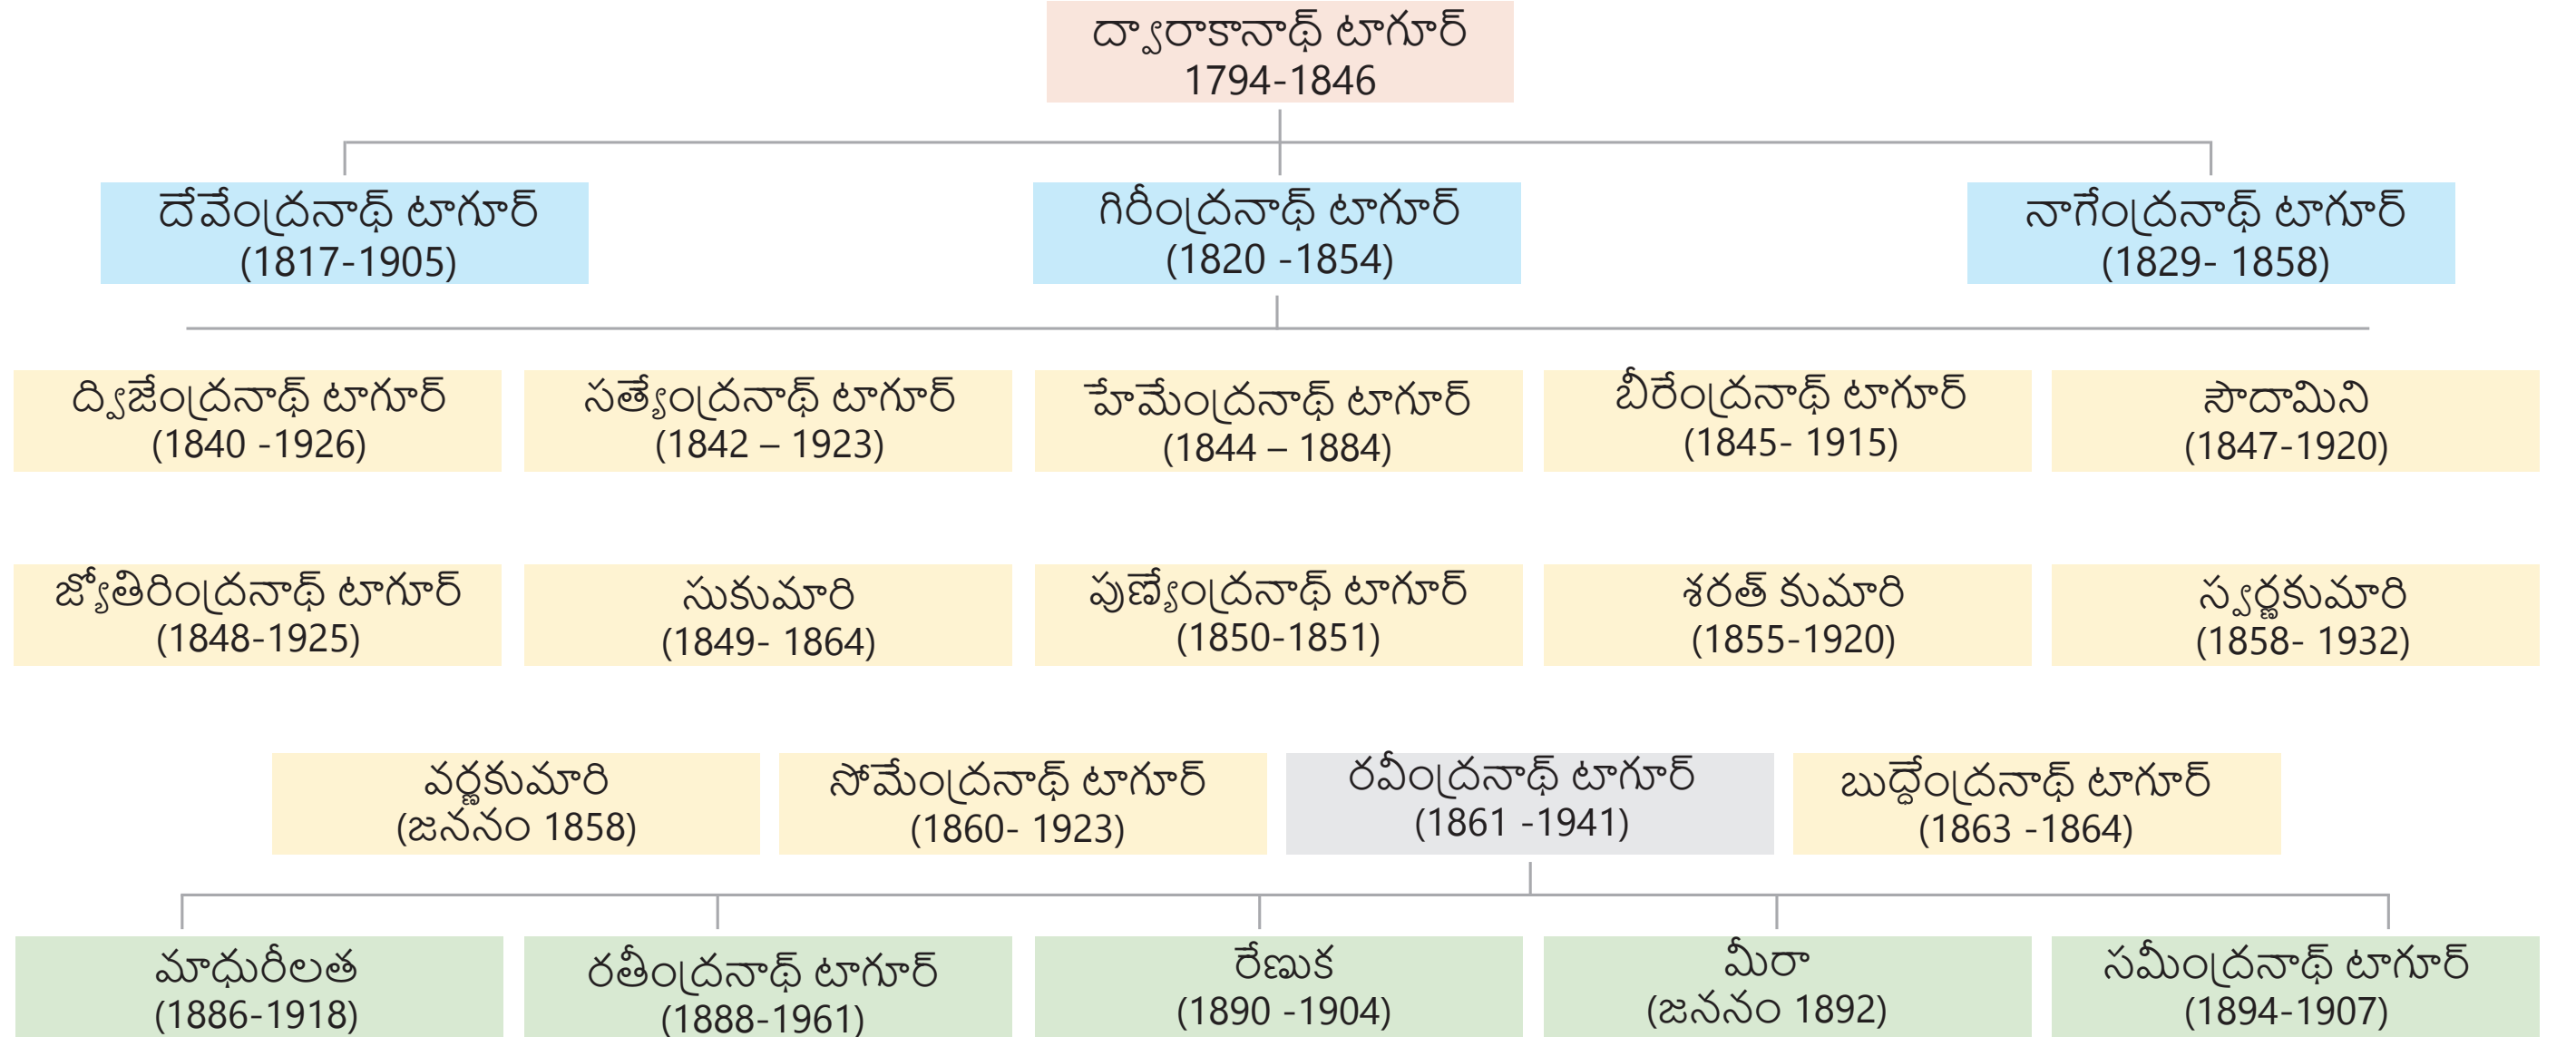 ద్వారాకానాథ్ టాగూర్
1794-1846
దేవేంద్రనాథ్ టాగూర్
(1817-1905)
గిరీంద్రనాథ్ టాగూర్
(1820 -1854)
నాగేంద్రనాథ్ టాగూర్
(1829- 1858)
ద్విజేంద్రనాథ్ టాగూర్
(1840 -1926)
సత్యేంద్రనాథ్ టాగూర్
(1842 – 1923)
హేమేంద్రనాథ్ టాగూర్
(1844 – 1884)
బీరేంద్రనాథ్ టాగూర్
(1845- 1915)
సౌదామిని
(1847-1920)
జ్యోతిరింద్రనాథ్ టాగూర్
(1848-1925)
సుకుమారి
(1849- 1864)
పుణ్యేంద్రనాథ్ టాగూర్
(1850-1851)
శరత్ కుమారి
(1855-1920)
స్వర్ణకుమారి
(1858- 1932)
వర్ణకుమారి
(జననం 1858)
సోమేంద్రనాథ్ టాగూర్
(1860- 1923)
రవీంద్రనాథ్ టాగూర్
(1861 -1941)
బుద్ధేంద్రనాథ్ టాగూర్
(1863 -1864)
మాధురీలత
(1886-1918)
రతీంద్రనాథ్ టాగూర్
(1888-1961)
రేణుక
(1890 -1904)
మీరా
(జననం 1892)
సమీంద్రనాథ్ టాగూర్
(1894-1907)